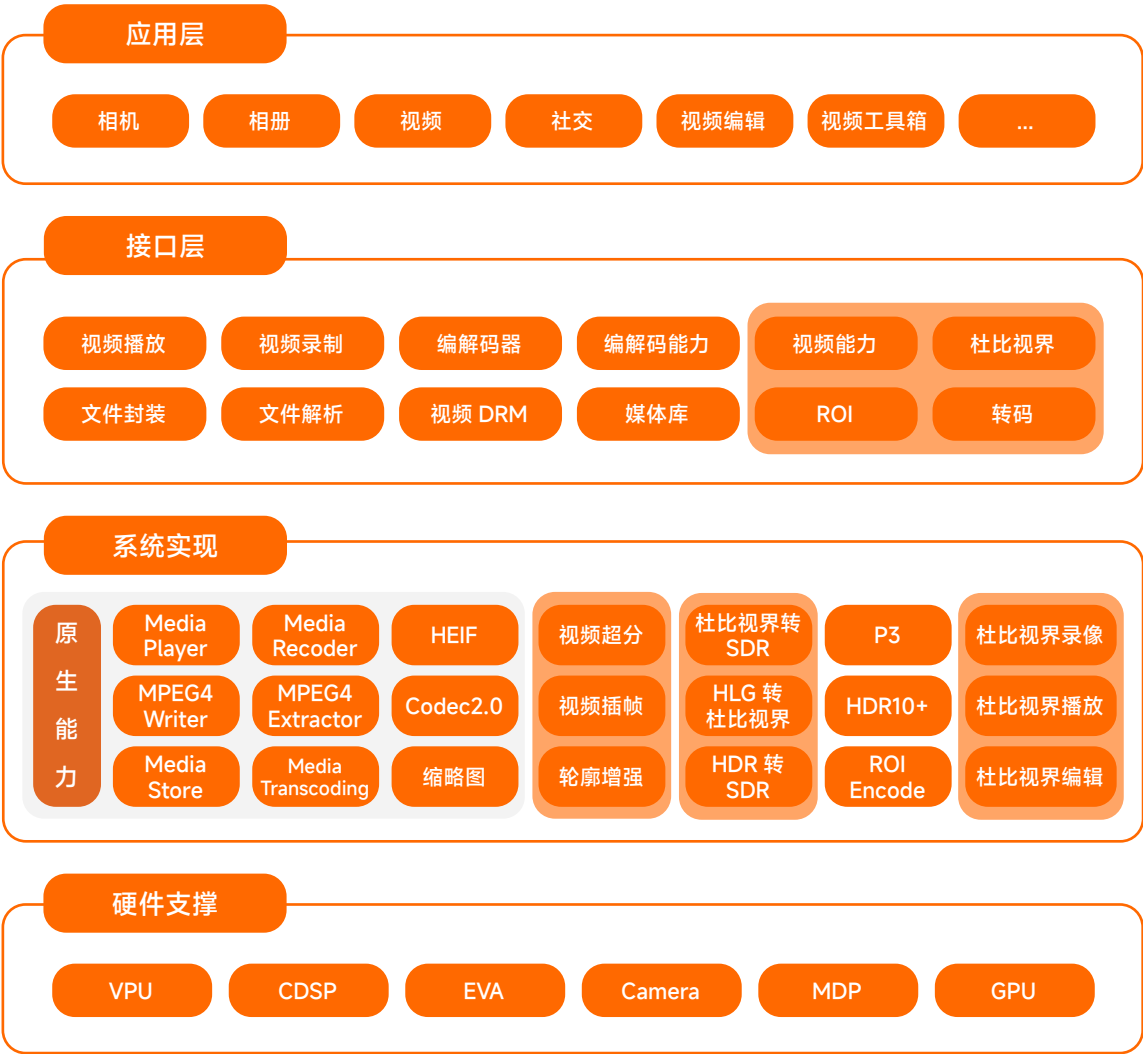 应用层
相机
相册
视频
社交
视频编辑
视频工具箱
...
接口层
视频播放
视频录制
编解码器
编解码能力
视频能力
杜比视界
文件封装
文件解析
视频 DRM
媒体库
ROI
转码
系统实现
原
生
能
力
Media
Player
Media
Recoder
HEIF
MPEG4
Writer
MPEG4
Extractor
Codec2.0
Media
Store
Media
Transcoding
缩略图
视频超分
视频插帧
轮廓增强
杜比视界转
SDR
HLG 转
杜比视界
HDR 转
SDR
P3
HDR10+
ROI
Encode
杜比视界录像
杜比视界播放
杜比视界编辑
硬件支撑
VPU
CDSP
EVA
Camera
MDP
GPU